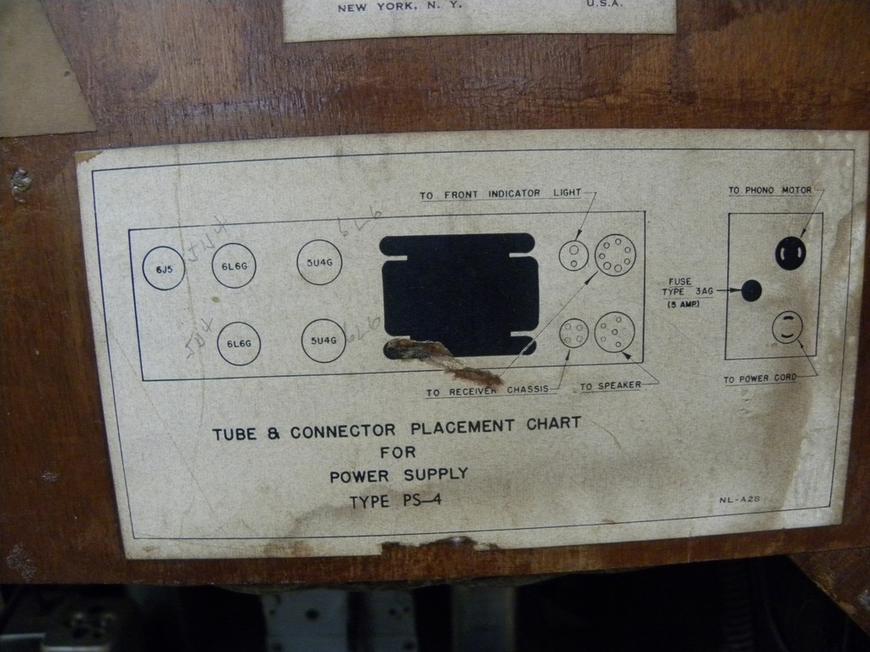 NEW YORK, N. Y. U.S.A.
TO FRONT INDICATOR LIGHT
TO PHONO MOTOR
6J5 6L6G 5U4G
FUSE
TYPE 3AG
(5 AMP.)
6L6G 5U4G
TO RECEIVER CHASSIS TO SPEAKER TO POWER CORD
TUBE & CONNECTOR PLACEMENT CHART
FOR
POWER SUPPLY
TYPE PS-4
NL-A28